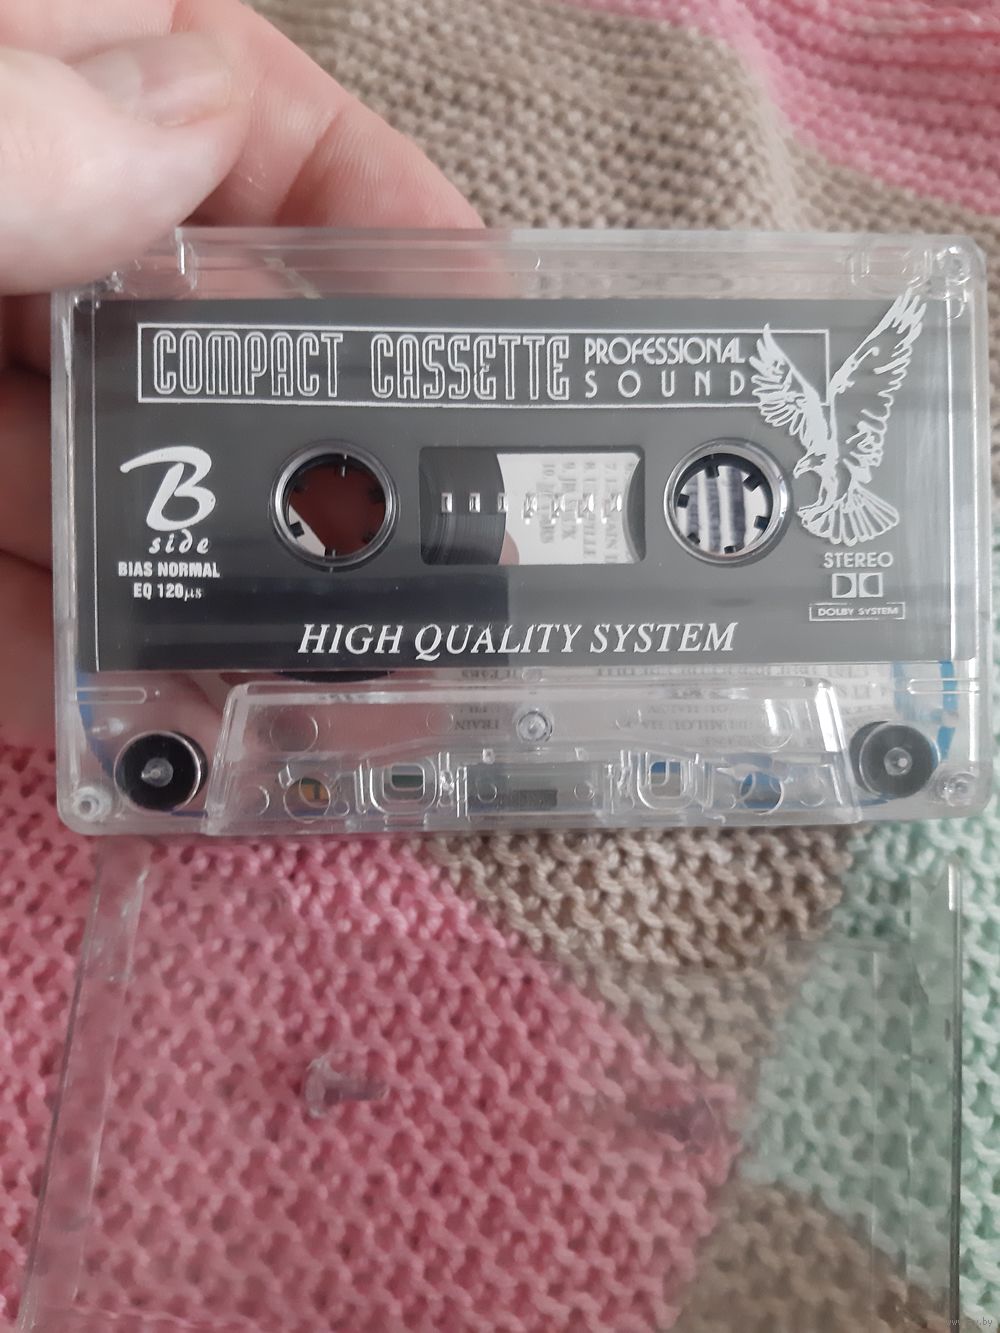 COMPACT CASSETTE PROFESSIONAL
SOUND
B
side
BIAS NORMAL
EQ 120µs
STEREO
DOLBY SYSTEM
HIGH QUALITY SYSTEM